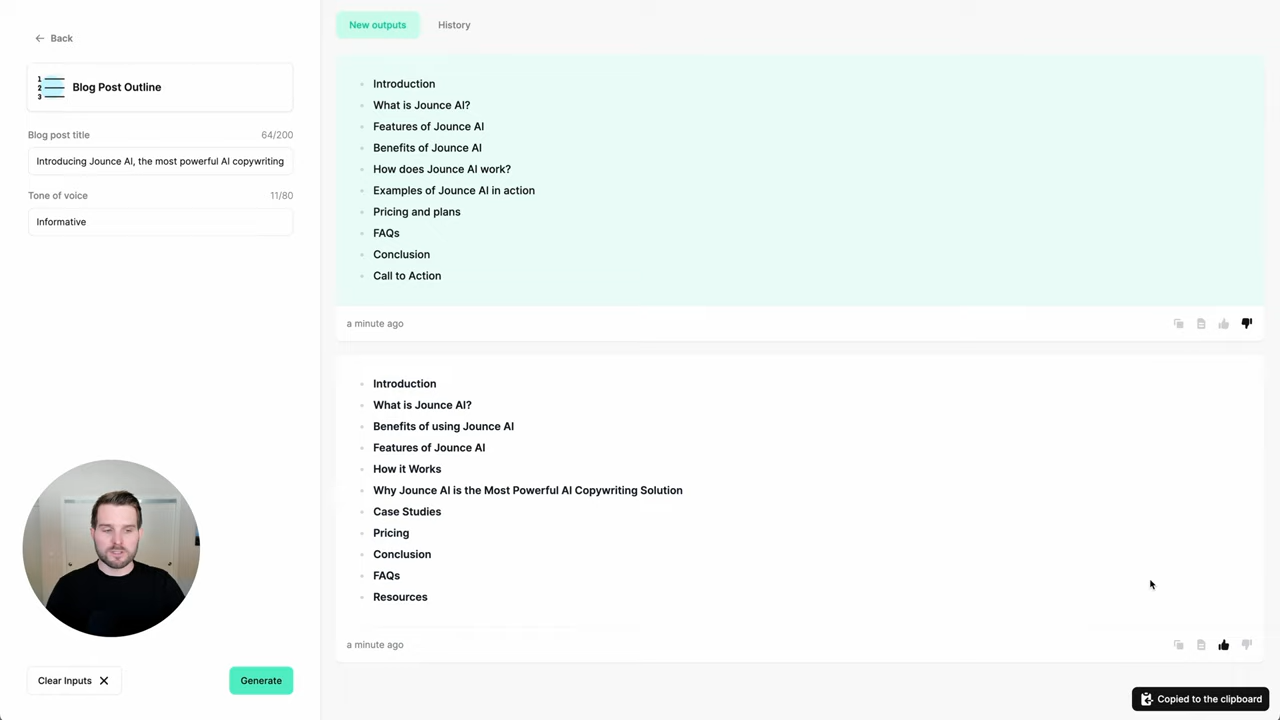 Back
1
2
3
Blog Post Outline
Blog post title 64/200
Introducing Jounce AI, the most powerful AI copywriting
Tone of voice 11/80
Informative
Clear Inputs
Generate
New outputs History
Introduction
What is Jounce AI?
Features of Jounce AI
Benefits of Jounce AI
How does Jounce AI work?
Examples of Jounce AI in action
Pricing and plans
FAQs
Conclusion
Call to Action
a minute ago
Introduction
What is Jounce AI?
Benefits of using Jounce AI
Features of Jounce AI
How it Works
Why Jounce AI is the Most Powerful AI Copywriting Solution
Case Studies
Pricing
Conclusion
FAQs
Resources
a minute ago
Copied to the clipboard